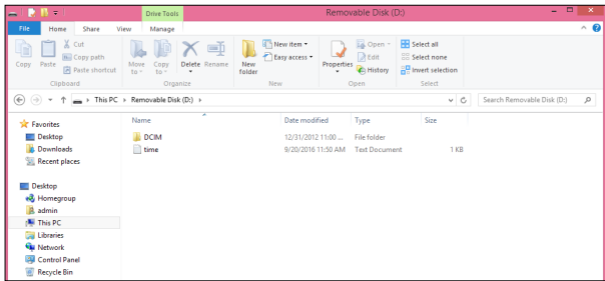 Drive Tools
Removable Disk (D:)
File Home Share View Manage
Copy
Paste
Cut
Copy path
Paste shortcut
Clipboard
Move to
Copy to
Delete
Rename
Organize
New folder
New item
Easy access
New
Properties
Open
Edit
History
Open
Select all
Select none
Invert selection
Select
This PC Removable Disk (D:)
Search Removable Disk (D:)
Name Date modified Type Size
DCIM 12/31/2012 11:00 ... File folder
time 9/20/2016 11:50 AM Text Document 1 KB
Favorites
Desktop
Downloads
Recent places
Desktop
Homegroup
admin
This PC
Libraries
Network
Control Panel
Recycle Bin